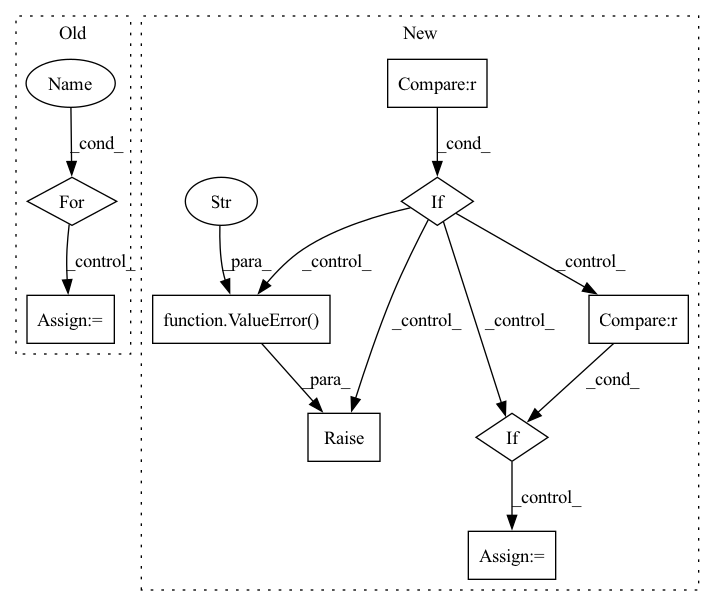 Old
New
Name
Compare:r
_cond_
_cond_
For
Str
If
_control_
_para_
_control_
_control_
Assign:=
function.ValueError()
_control_
_control_
Compare:r
_para_
_cond_
Raise
If
_control_
Assign:=